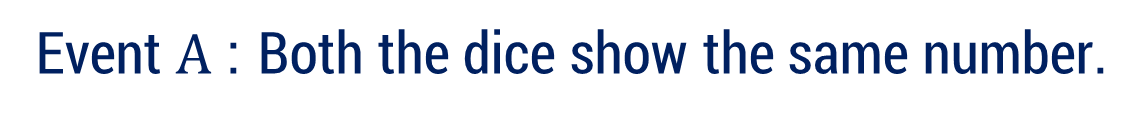 Event A : Both the dice show the same number.